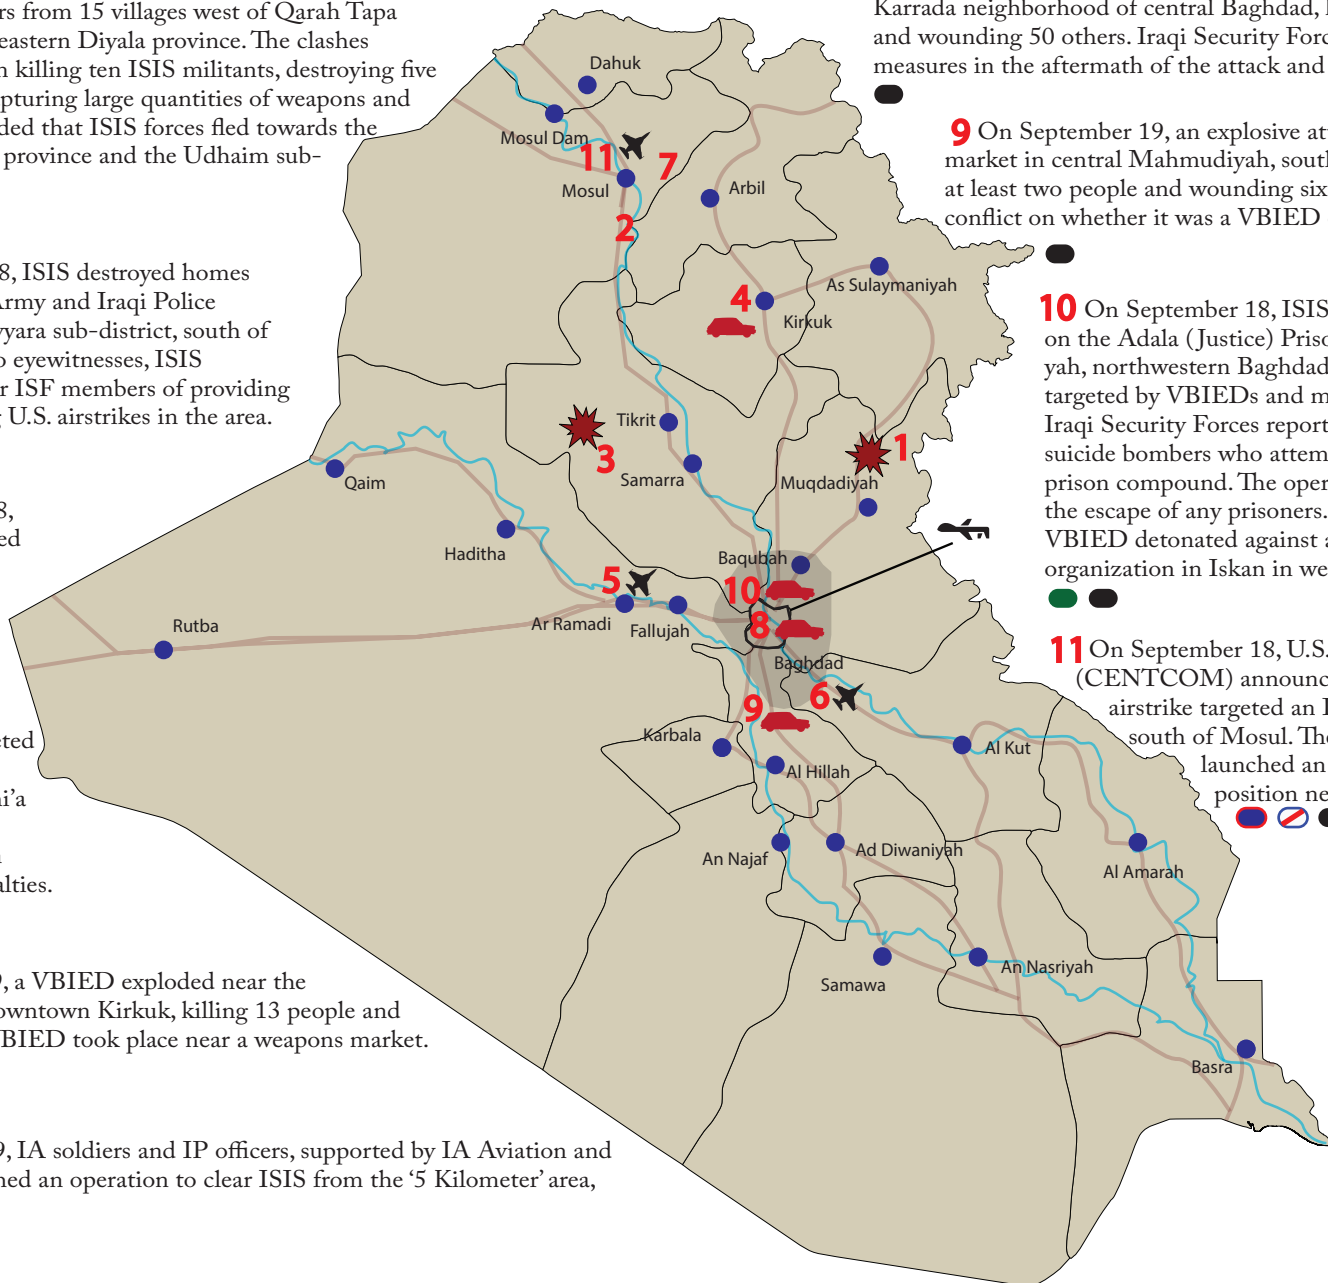 rs from 15 villages west of Qarah Tapa
eastern Diyala province. The clashes
n killing ten ISIS militants, destroying five
pturing large quantities of weapons and
ded that ISIS forces fled towards the
province and the Udhaim sub-
8, ISIS destroyed homes
Army and Iraqi Police
yyara sub-district, south of
o eyewitnesses, ISIS
r ISF members of providing
g U.S. airstrikes in the area.
8,
ed
eted
ni’a
n
alties.
9, a VBIED exploded near the
owntown Kirkuk, killing 13 people and
VBIED took place near a weapons market.
9, IA soldiers and IP officers, supported by IA Aviation and
hed an operation to clear ISIS from the ‘5 Kilometer’ area,
Dahuk
Mosul Dam
11
7
Mosul
Arbil
2
As Sulaymaniyah
4
Kirkuk
Tikrit
3
1
Samarra
Muqdadiyah
Qaim
Haditha
Baqubah
5
10
Ar Ramadi
Fallujah
8
Rutba
Baghdad
6
9
Karbala
Al Kut
Al Hillah
An Najaf
Ad Diwaniyah
Al Amarah
An Nasriyah
Samawa
Basra
Karrada neighborhood of central Baghdad,
and wounding 50 others. Iraqi Security Forc
measures in the aftermath of the attack and
9 On September 19, an explosive att
market in central Mahmudiyah, south
at least two people and wounding six
conflict on whether it was a VBIED
10 On September 18, ISIS
on the Adala (Justice) Priso
yah, northwestern Baghdad
targeted by VBIEDs and m
Iraqi Security Forces report
suicide bombers who attem
prison compound. The oper
the escape of any prisoners.
VBIED detonated against a
organization in Iskan in we
11 On September 18, U.S.
(CENTCOM) announc
airstrike targeted an I
south of Mosul. The
launched an
position ne